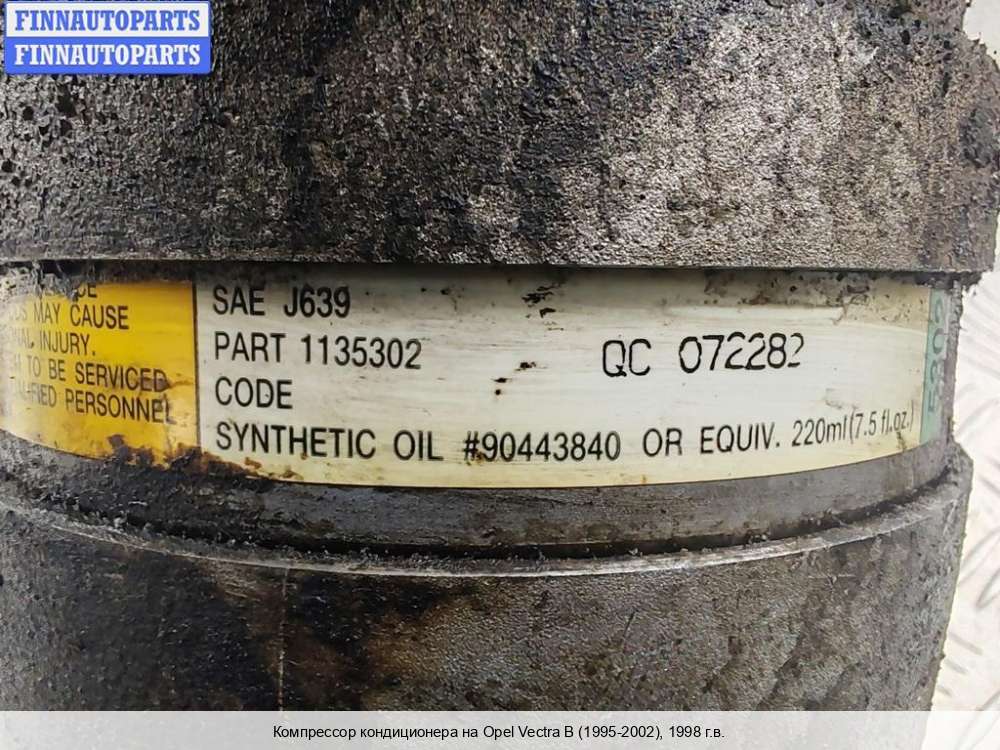 FINNAUTOPARTS
FINNAUTOPARTS
MAY CAUSE
INJURY.
TO BE SERVICED
PERSONNEL
SAE J639
PART 1135302
QC 072282
CODE
SYNTHETIC OIL #90443840 OR EQUIV. 220ml(7.5 fl.oz.)
5302
Компрессор кондиционера на Opel Vectra B (1995-2002), 1998 г.в.